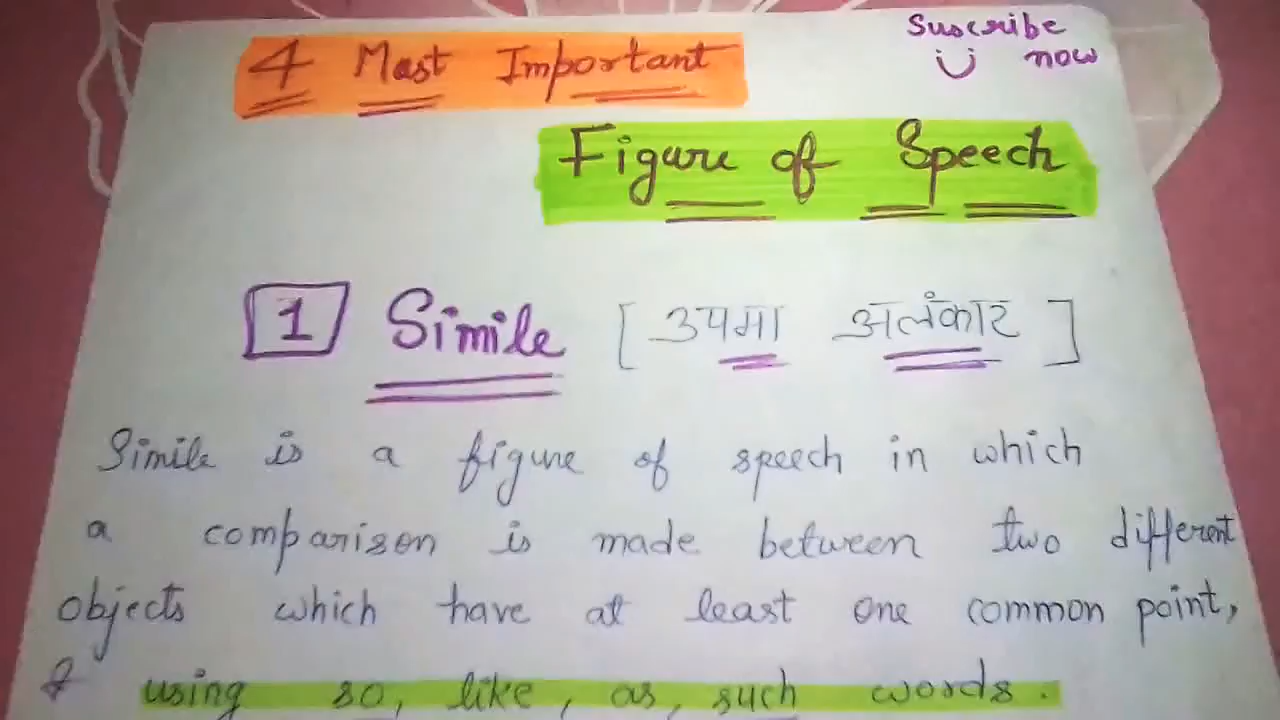 4 Most Important
Suscribe
now
Figure of Speech
1 Simile [ उपमा अलंकार ]
Simile is a figure of speech in which
a comparison is made between two different
objects which have at least one common point,
& using so, like, as, such words.